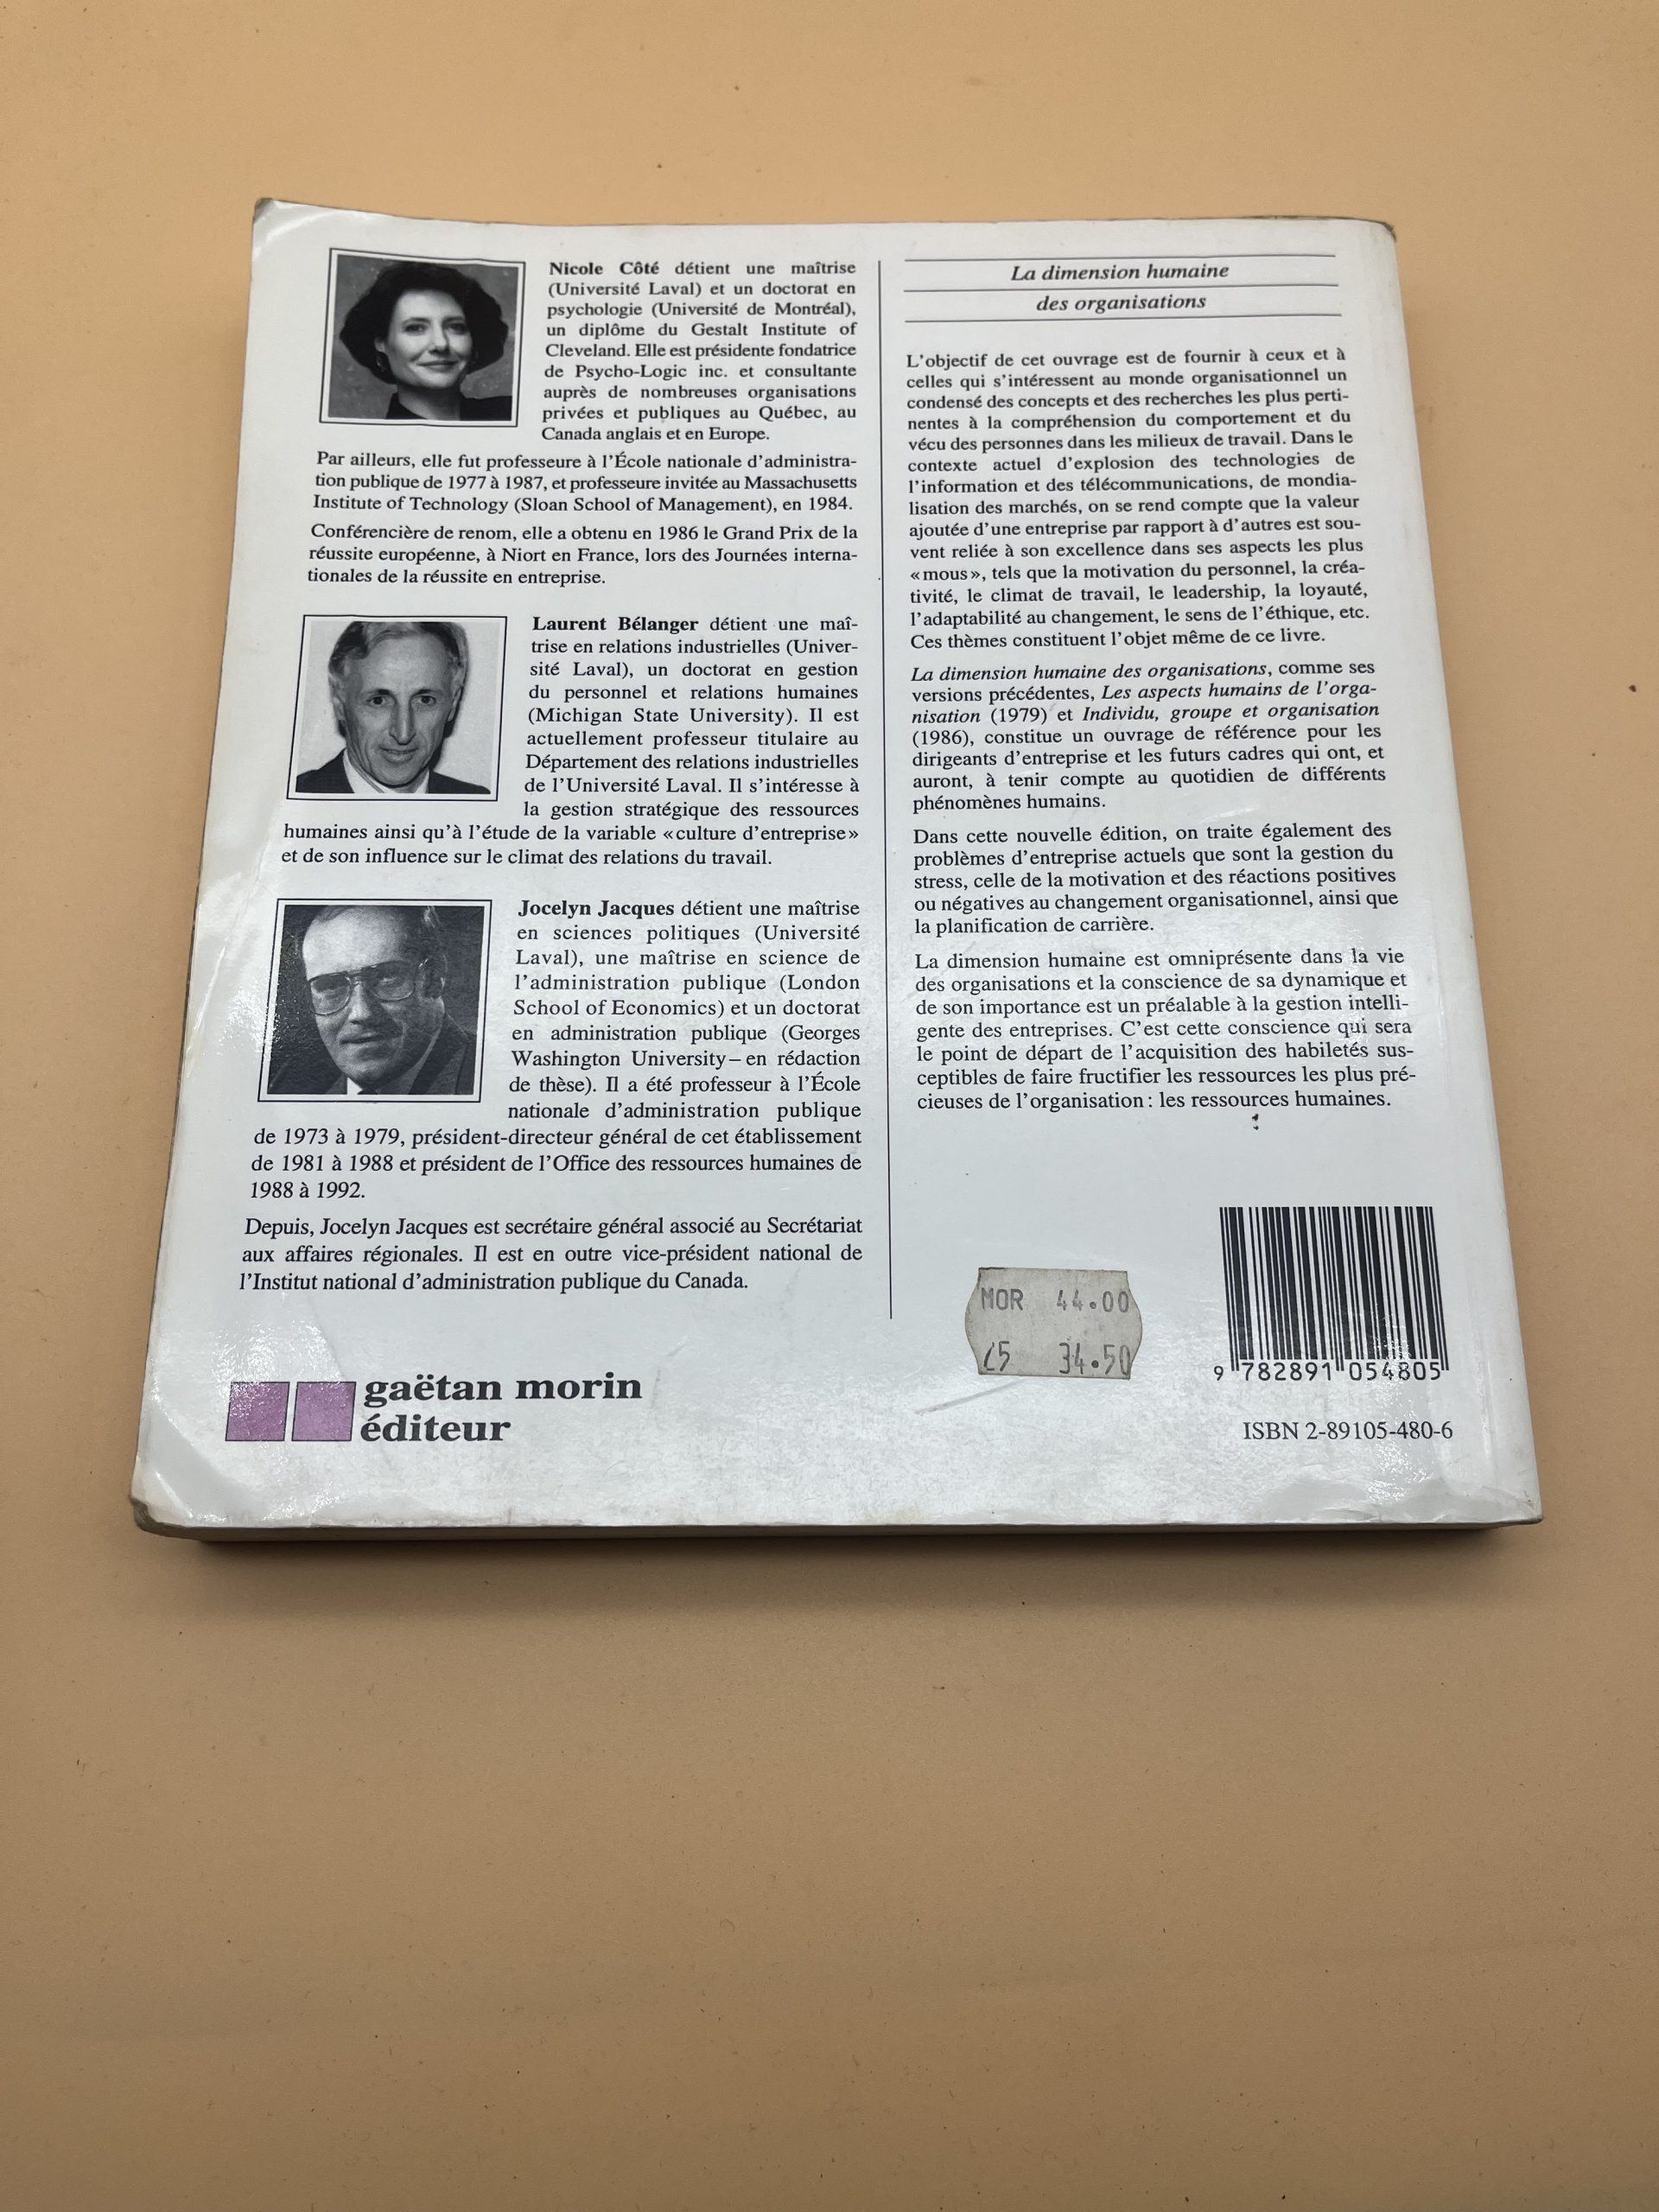 Nicole Côté détient une maîtrise
(Université Laval) et un doctorat en
psychologie (Université de Montréal),
un diplôme du Gestalt Institute of
Cleveland. Elle est présidente fondatrice
de Psycho-Logic inc. et consultante
auprès de nombreuses organisations
privées et publiques au Québec, au
Canada anglais et en Europe.
Par ailleurs, elle fut professeure à l'École nationale d'administra-
tion publique de 1977 à 1987, et professeure invitée au Massachusetts
Institute of Technology (Sloan School of Management), en 1984.
Conférencière de renom, elle a obtenu en 1986 le Grand Prix de la
réussite européenne, à Niort en France, lors des Journées interna-
tionales de la réussite en entreprise.
Laurent Bélanger détient une maî-
trise en relations industrielles (Univer-
sité Laval), un doctorat en gestion
du personnel et relations humaines
(Michigan State University). Il est
actuellement professeur titulaire au
Département des relations industrielles
de l'Université Laval. Il s'intéresse à
la gestion stratégique des ressources
humaines ainsi qu'à l'étude de la variable «culture d'entreprise»
et de son influence sur le climat des relations du travail.
Jocelyn Jacques détient une maîtrise
en sciences politiques (Université
Laval), une maîtrise en science de
l'administration publique (London
School of Economics) et un doctorat
en administration publique (Georges
Washington University – en rédaction
de thèse). Il a été professeur à l'École
nationale d'administration publique
de 1973 à 1979, président-directeur général de cet établissement
de 1981 à 1988 et président de l'Office des ressources humaines de
1988 à 1992.
Depuis, Jocelyn Jacques est secrétaire général associé au Secrétariat
aux affaires régionales. Il est en outre vice-président national de
l'Institut national d'administration publique du Canada.
gaëtan morin
éditeur
La dimension humaine
des organisations
L'objectif de cet ouvrage est de fournir à ceux et à
celles qui s'intéressent au monde organisationnel un
condensé des concepts et des recherches les plus perti-
nentes à la compréhension du comportement et du
vécu des personnes dans les milieux de travail. Dans le
contexte actuel d'explosion des technologies de
l'information et des télécommunications, de mondia-
lisation des marchés, on se rend compte que la valeur
ajoutée d'une entreprise par rapport à d'autres est sou-
vent reliée à son excellence dans ses aspects les plus
«mous», tels que la motivation du personnel, la créa-
tivité, le climat de travail, le leadership, la loyauté,
l'adaptabilité au changement, le sens de l'éthique, etc.
Ces thèmes constituent l'objet même de ce livre.
La dimension humaine des organisations, comme ses
versions précédentes, Les aspects humains de l'orga-
nisation (1979) et Individu, groupe et organisation
(1986), constitue un ouvrage de référence pour les
dirigeants d'entreprise et les futurs cadres qui ont, et
auront, à tenir compte au quotidien de différents
phénomènes humains.
Dans cette nouvelle édition, on traite également des
problèmes d'entreprise actuels que sont la gestion du
stress, celle de la motivation et des réactions positives
ou négatives au changement organisationnel, ainsi que
la planification de carrière.
La dimension humaine est omniprésente dans la vie
des organisations et la conscience de sa dynamique et
de son importance est un préalable à la gestion intelli-
gente des entreprises. C'est cette conscience qui sera
le point de départ de l'acquisition des habiletés sus-
ceptibles de faire fructifier les ressources les plus pré-
cieuses de l'organisation : les ressources humaines.
MOR 44.00
34.50
9 782891 054805
ISBN 2-89105-480-6